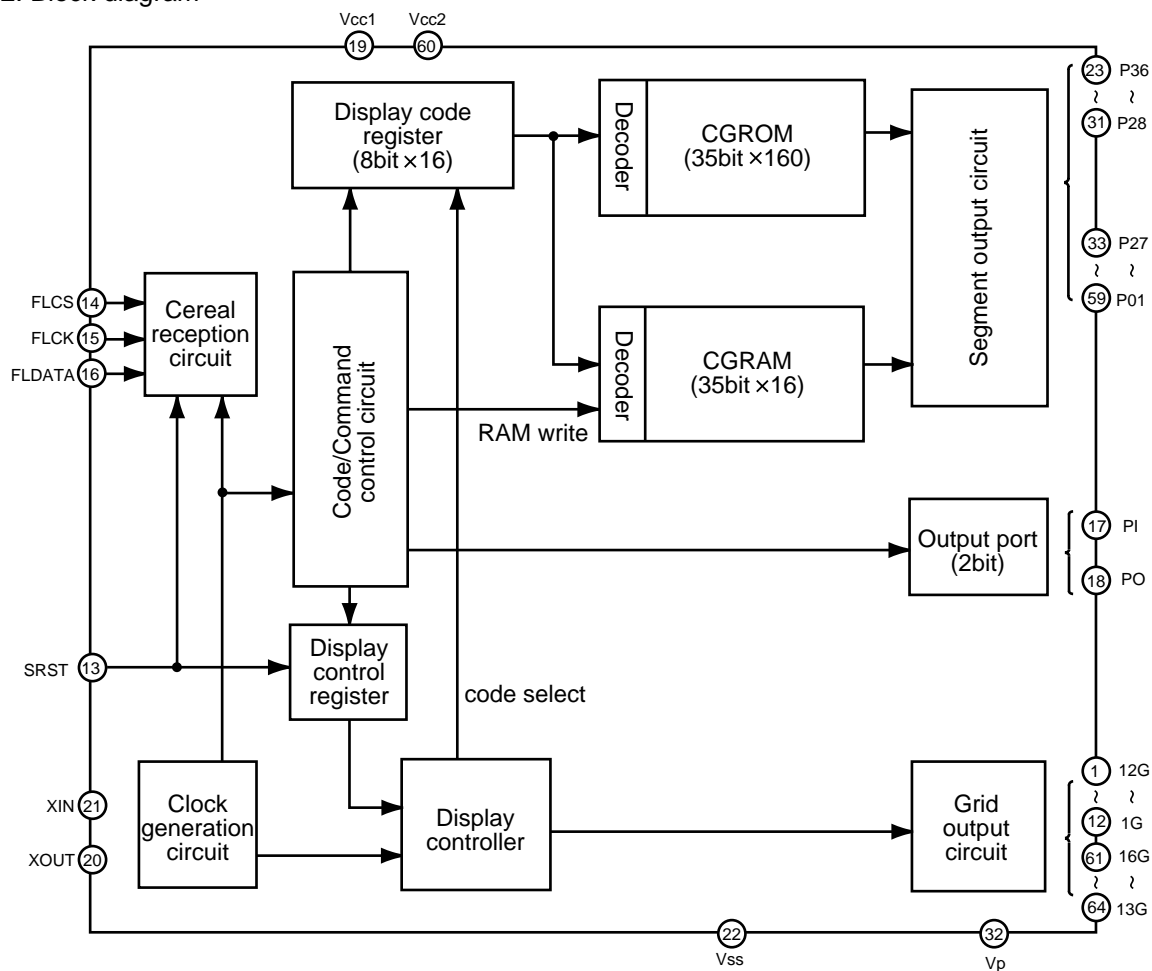 2. Block diagram
Vcc1 Vcc2
19 60
Display code
register
(8bit ×16)
Decoder
CGROM
(35bit ×160)
Segment output circuit
23 P36
~ ~
31 P28
33 P27
~ ~
59 P01
FLCS 14
FLCK 15
FLDATA 16
Cereal
reception
circuit
Code/Command
control circuit
Decoder
CGRAM
(35bit ×16)
RAM write
Output port
(2bit)
17 PI
18 PO
SRST 13
Display
control
register
code select
XIN 21
XOUT 20
Clock
generation
circuit
Display
controller
Grid
output
circuit
1 12G
~ ~
12 1G
61 16G
~ ~
64 13G
22
Vss
32
Vp